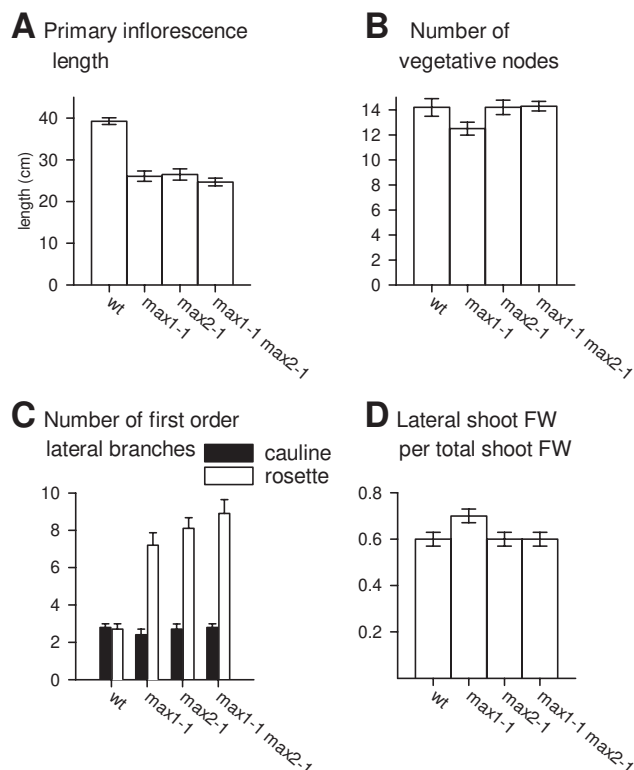 A Primary inflorescence
length
length (cm)
40
30
20
10
0
wt
max1-1
max2-1
max1-1 max2-1
B Number of
vegetative nodes
14
12
10
8
6
4
2
0
wt
max1-1
max2-1
max1-1 max2-1
C Number of first order
lateral branches
cauline
rosette
10
8
6
4
2
0
wt
max1-1
max2-1
max1-1 max2-1
D Lateral shoot FW
per total shoot FW
0.8
0.6
0.4
0.2
wt
max1-1
max2-1
max1-1 max2-1